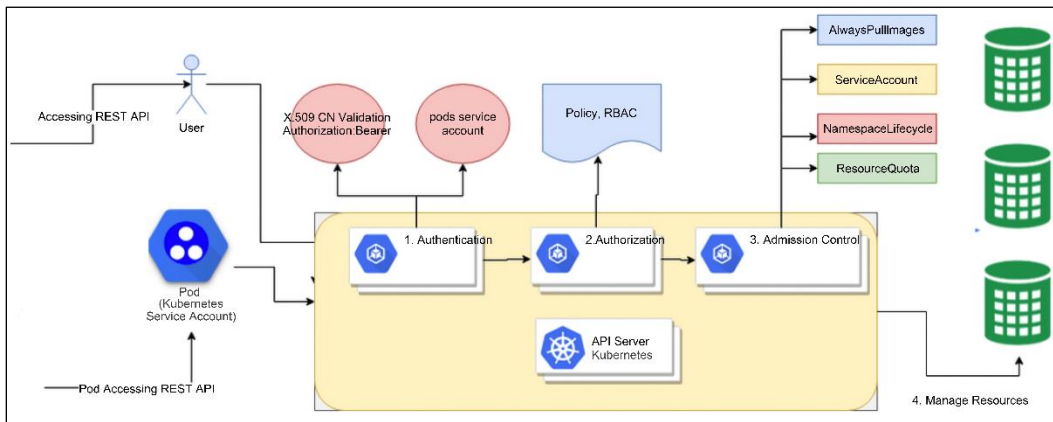 Accessing REST API
User
X.509 CN Validation
Authorization:Bearer
pods service
account
Policy, RBAC
AlwaysPullImages
ServiceAccount
NamespaceLifecycle
ResourceQuota
Pod
(Kubernetes
Service Account)
Pod Accessing REST API
1. Authentication
2.Authorization
3. Admission Control
API Server
Kubernetes
4. Manage Resources